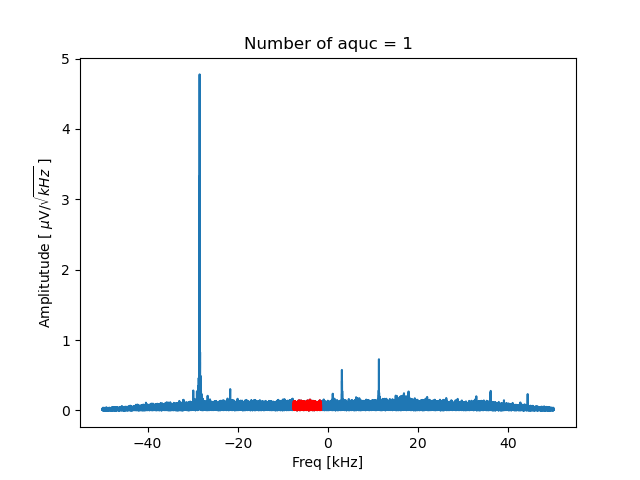 Number of aquc = 1
Amplitutude [ μV/√kHz ]
5
4
3
2
1
0
−40 −20 0 20 40
Freq [kHz]